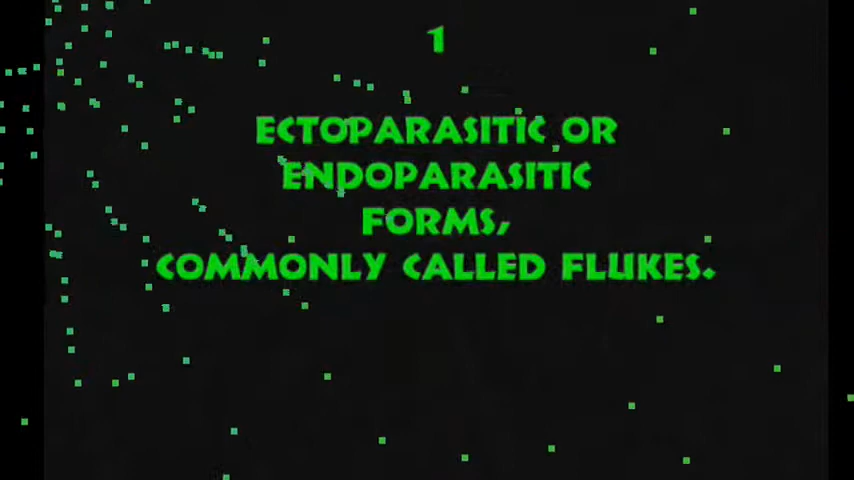 1
ECTOPARASITIC OR
ENDOPARASITIC
FORMS,
COMMONLY CALLED FLUKES.